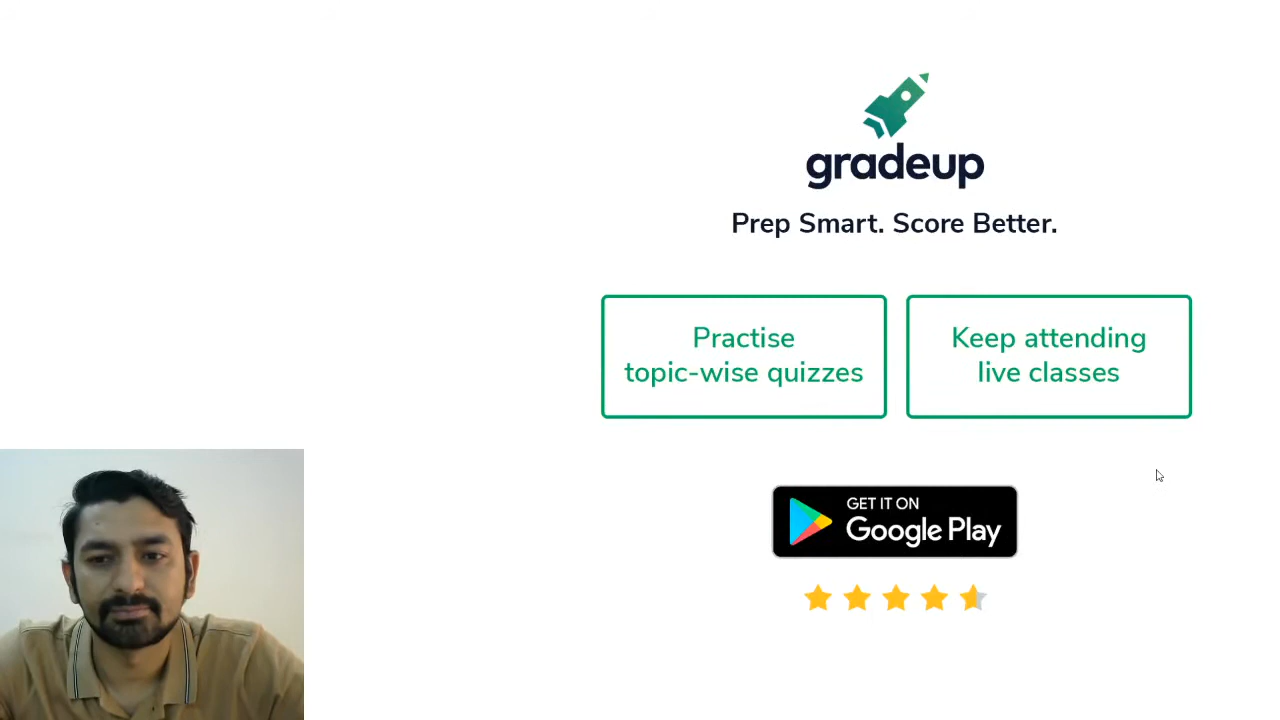 gradeup
Prep Smart. Score Better.
Practise
topic-wise quizzes
Keep attending
live classes
GET IT ON
Google Play